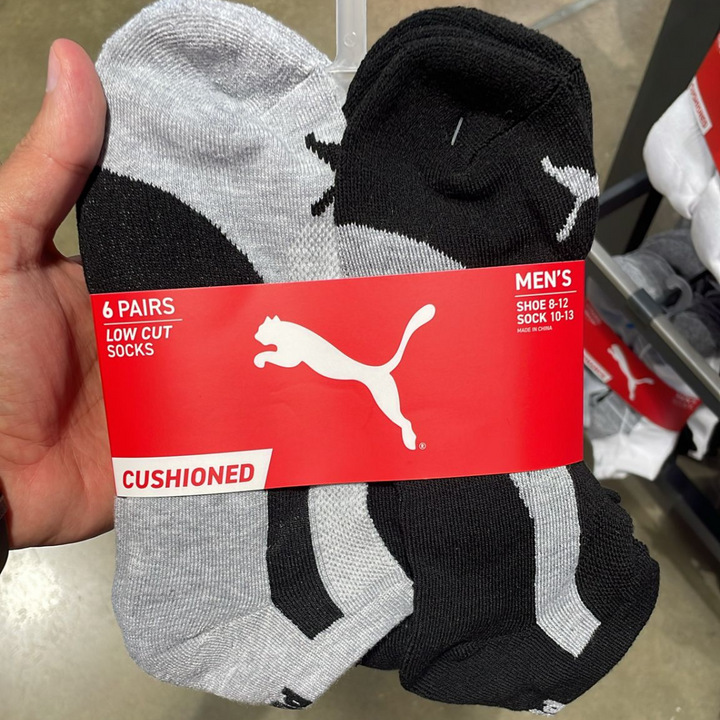 6 PAIRS
LOW CUT
SOCKS
MEN'S
SHOE 8-12
SOCK 10-13
MADE IN CHINA
®
CUSHIONED